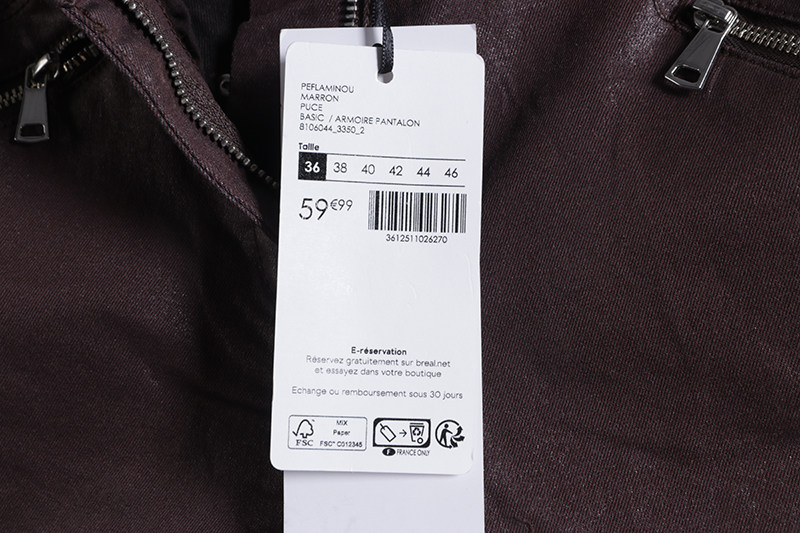 PEFLAMINOU
MARRON
PUCE
BASIC / ARMOIRE PANTALON
8106044_3350_2
Taille
36 38 40 42 44 46
59€99
3612511026270
E-réservation
Réservez gratuitement sur breal.net
et essayez dans votre boutique
Echange ou remboursement sous 30 jours
MIX
Paper
FSC™ C012345
FSC
F FRANCE ONLY